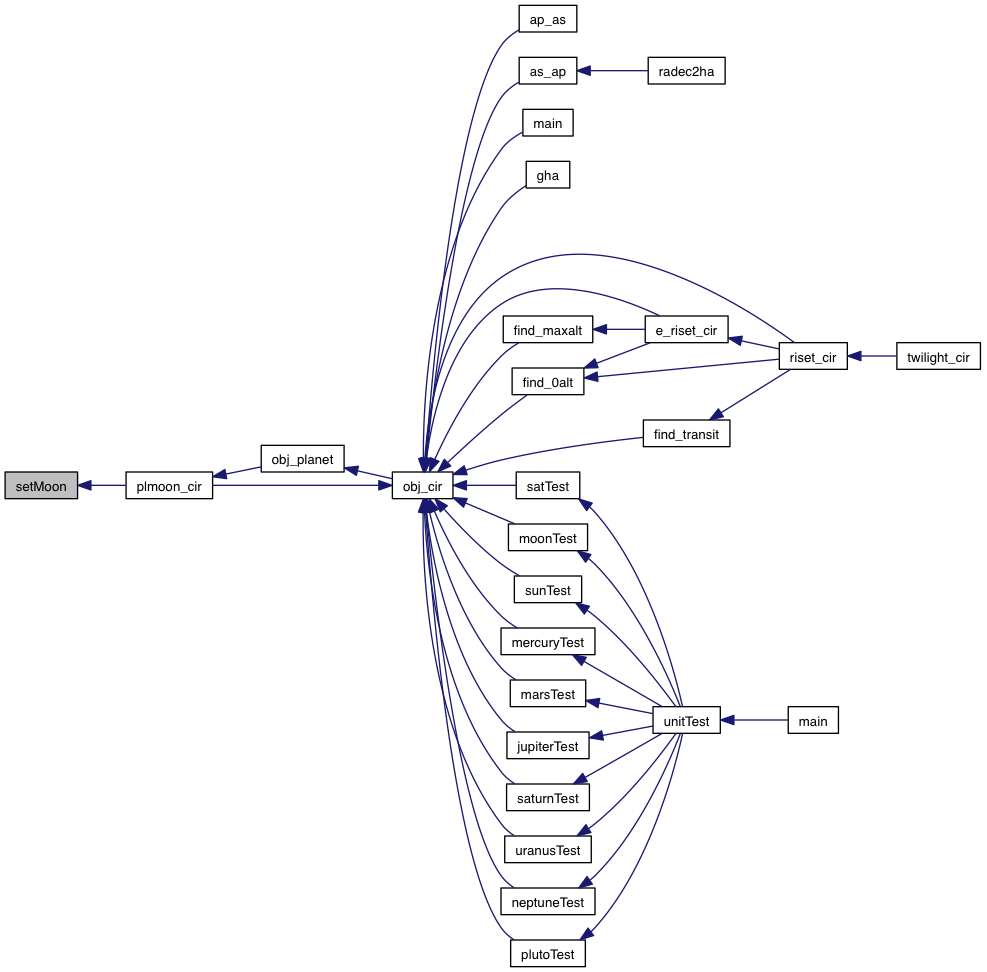 ap_as
as_ap
radec2ha
main
gha
find_maxalt
e_riset_cir
riset_cir
twilight_cir
find_0alt
find_transit
obj_planet
setMoon
plmoon_cir
obj_cir
satTest
moonTest
sunTest
mercuryTest
marsTest
unitTest
main
jupiterTest
saturnTest
uranusTest
neptuneTest
plutoTest